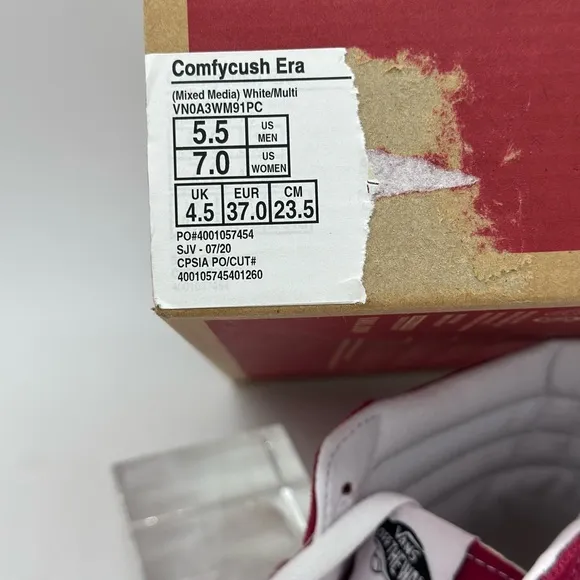 Comfycush Era
(Mixed Media) White/Multi
VN0A3WM91PC
5.5 US MEN
7.0 US WOMEN
UK EUR CM
4.5 37.0 23.5
PO#4001057454
SJV - 07/20
CPSIA PO/CUT#
400105745401260
VANS